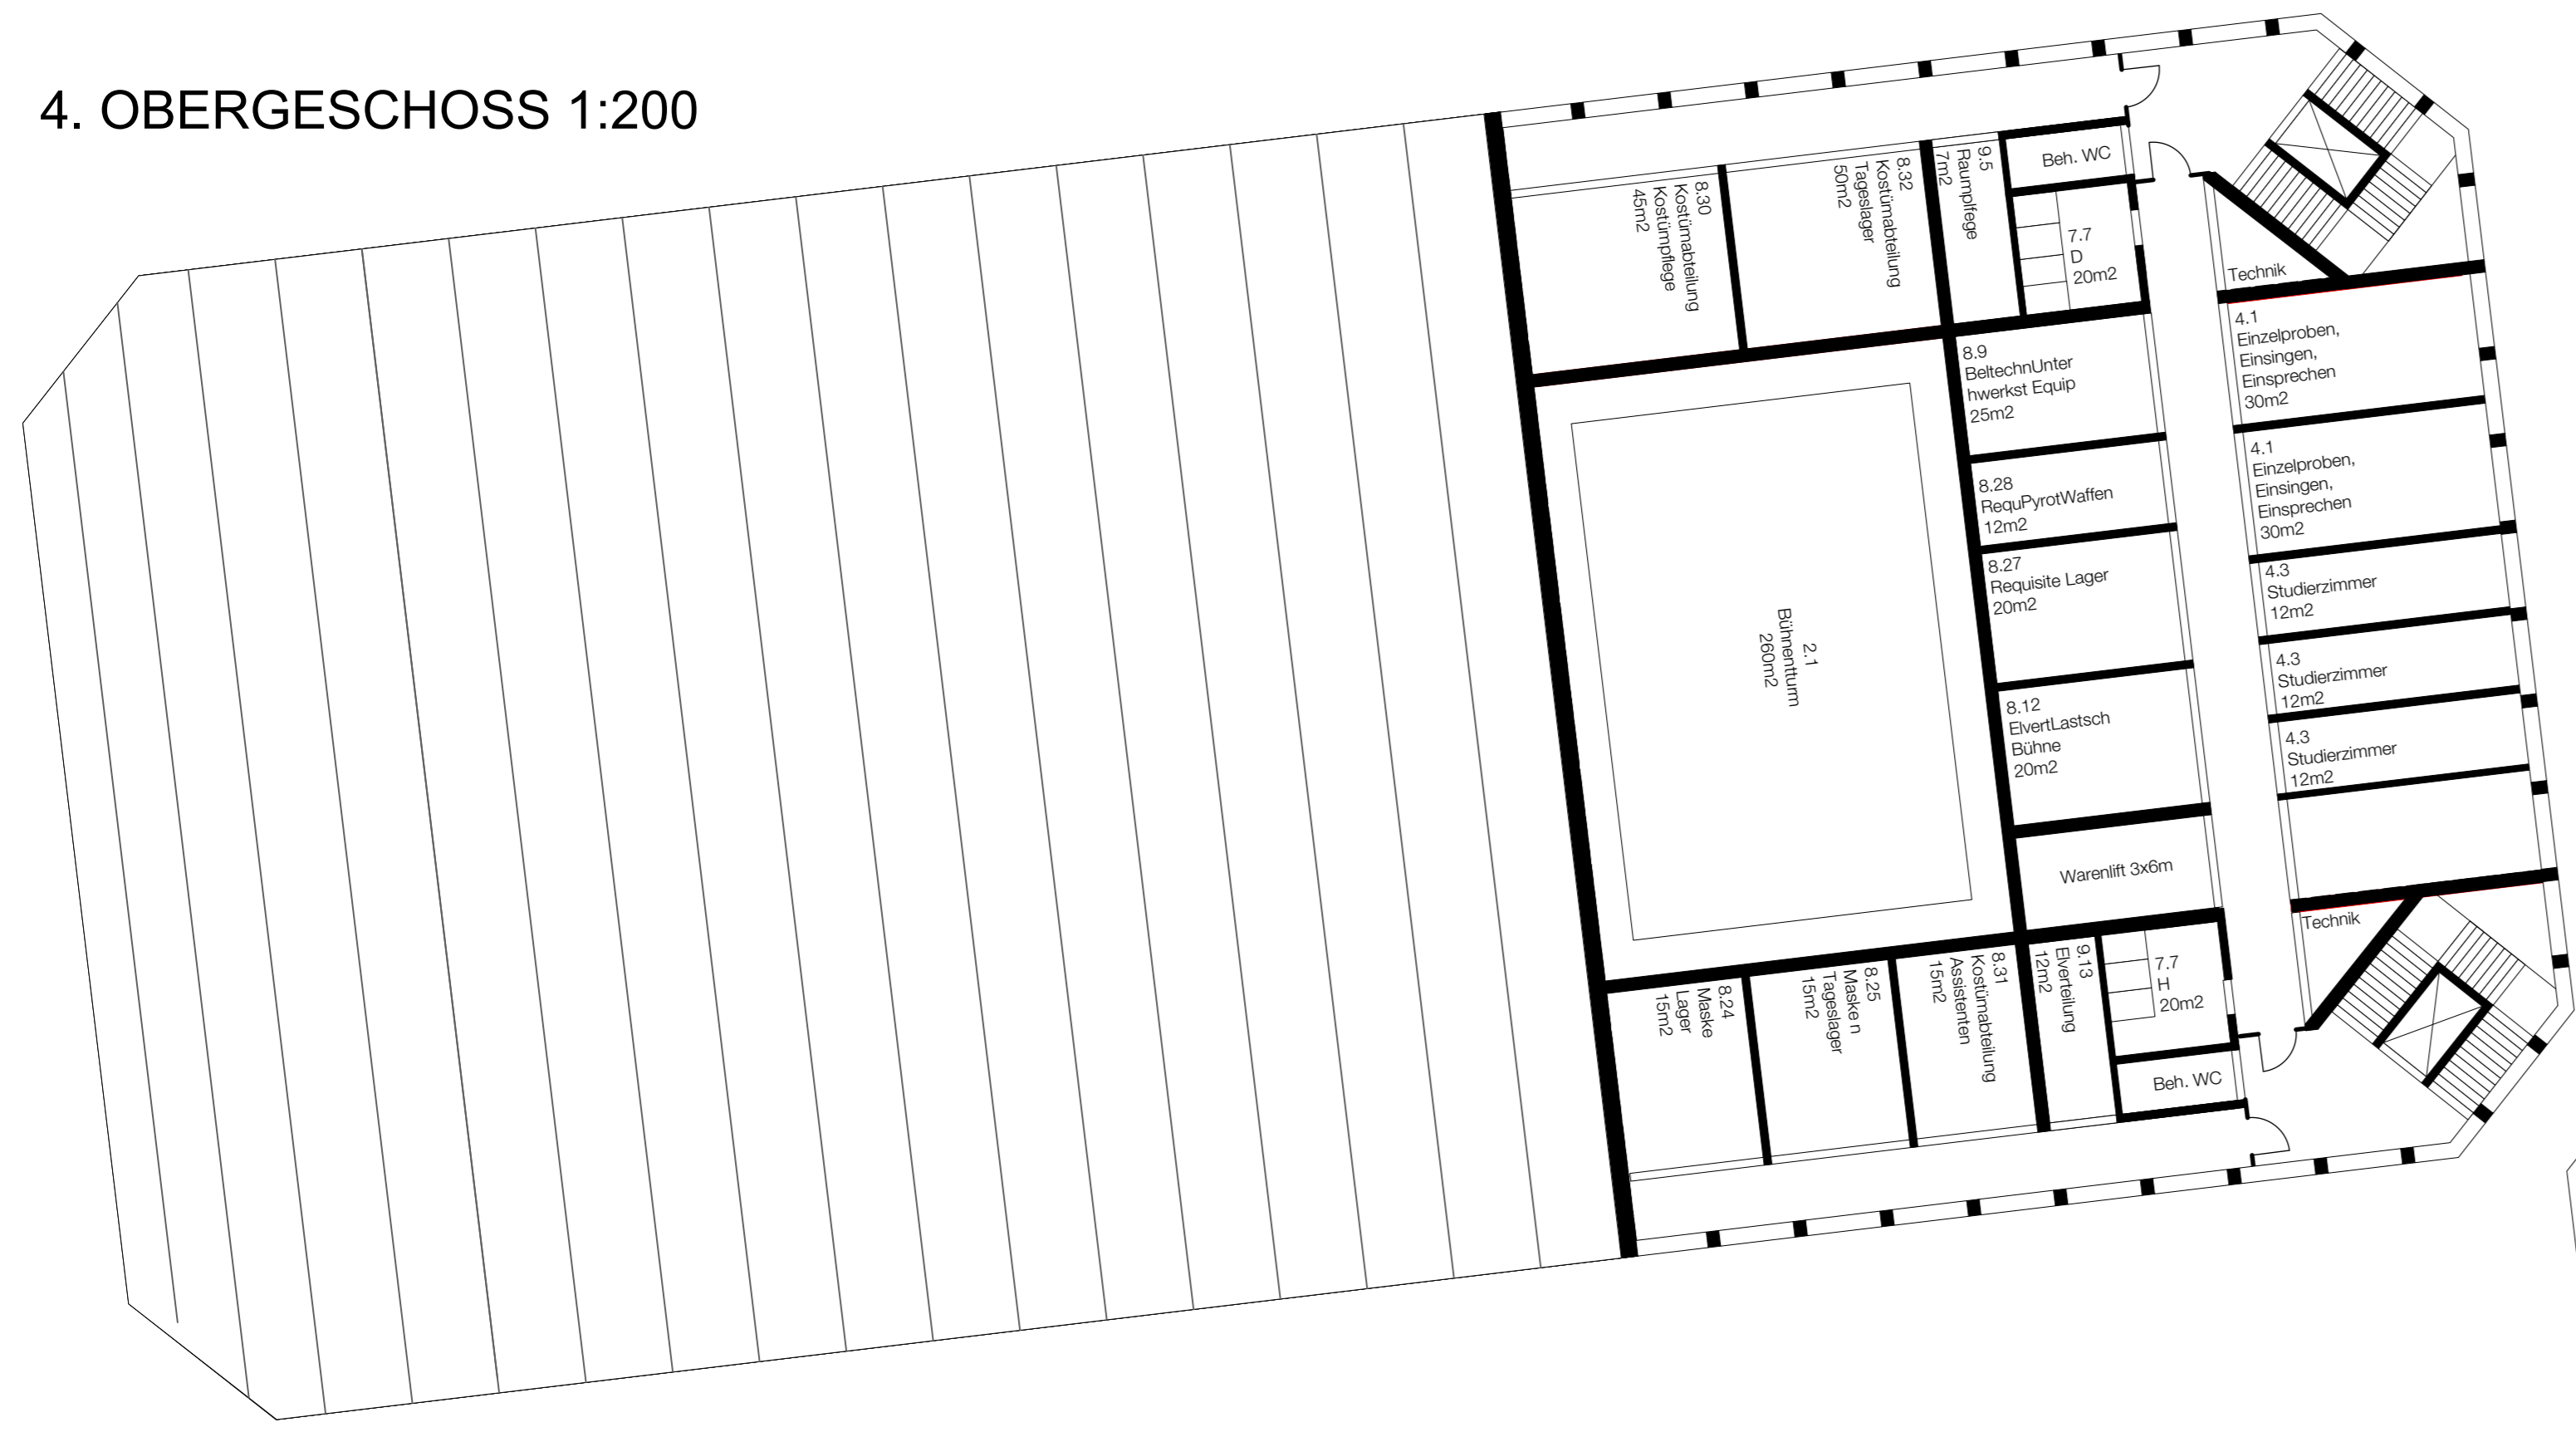 4. OBERGESCHOSS 1:200
8.30
Kostümabteilung
Kostümpflege
45m2
8.32
Kostümabteilung
Tageslager
50m2
9.5
Raumplfege
7m2
Beh. WC
7.7
D
20m2
Technik
4.1
Einzelproben,
Einsingen,
Einsprechen
30m2
8.9
BeltechnUnter
hwerkst Equip
25m2
4.1
Einzelproben,
Einsingen,
Einsprechen
30m2
8.28
RequPyrotWaffen
12m2
8.27
Requisite Lager
20m2
4.3
Studierzimmer
12m2
2.1
Bühnentturm
260m2
4.3
Studierzimmer
12m2
8.12
ElvertLastsch
Bühne
20m2
4.3
Studierzimmer
12m2
Warenlift 3x6m
Technik
8.24
Maske
Lager
15m2
8.25
Maske n
Tageslager
15m2
8.31
Kostümabteilung
Assistenten
15m2
9.13
Elverteilung
12m2
7.7
H
20m2
Beh. WC